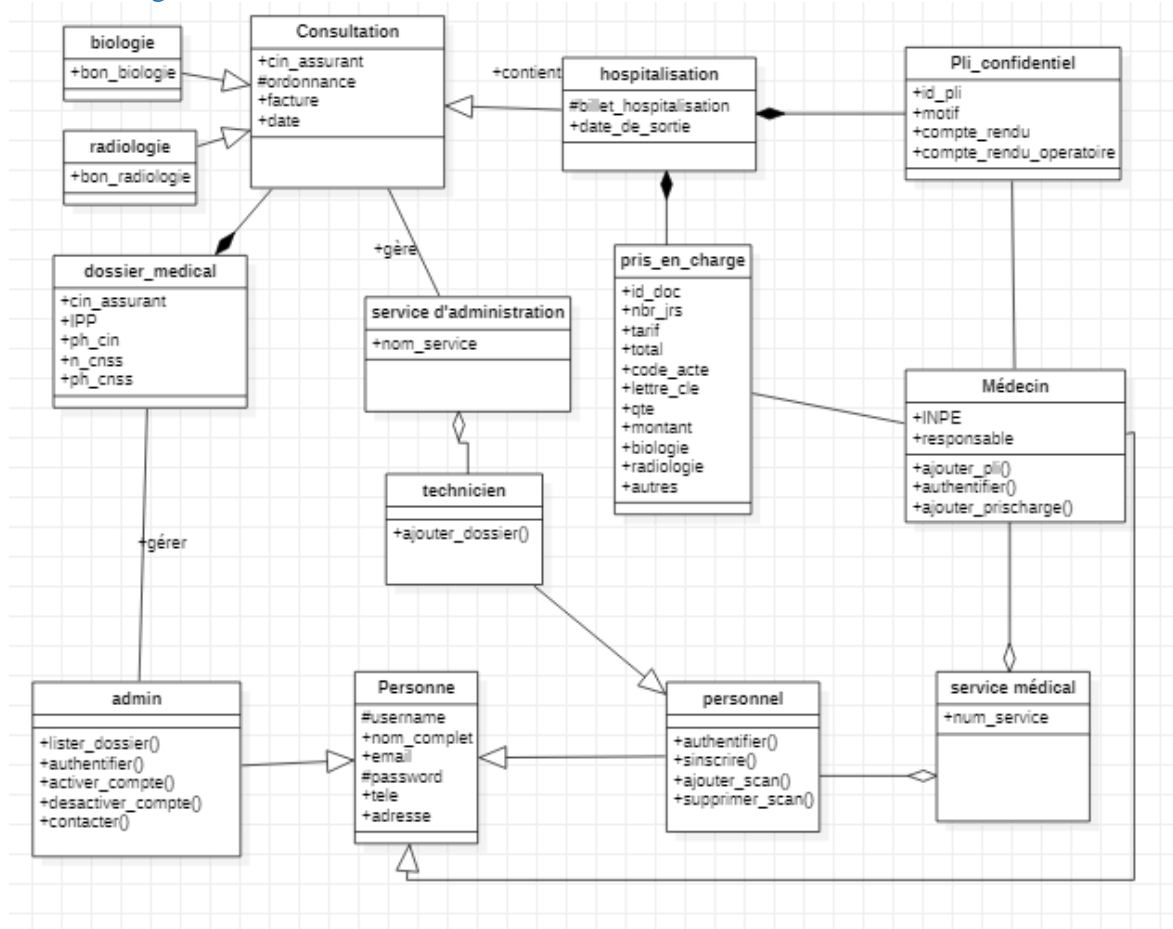 biologie
+bon_biologie
radiologie
+bon_radiologie
Consultation
+cin_assurant
#ordonnance
+facture
+date
+contient
hospitalisation
#billet_hospitalisation
+date_de_sortie
Pli_confidentiel
+id_pli
+motif
+compte_rendu
+compte_rendu_operatoire
dossier_medical
+cin_assurant
+IPP
+ph_cin
+n_cnss
+ph_cnss
+gère
service d'administration
+nom_service
pris_en_charge
+id_doc
+nbr_jrs
+tarif
+total
+code_acte
+lettre_cle
+qte
+montant
+biologie
+radiologie
+autres
Médecin
+INPE
+responsable
+ajouter_pli()
+authentifier()
+ajouter_prischarge()
technicien
+ajouter_dossier()
+gérer
admin
+lister_dossier()
+authentifier()
+activer_compte()
+desactiver_compte()
+contacter()
Personne
#username
+nom_complet
+email
#password
+tele
+adresse
personnel
+authentifier()
+sinscrire()
+ajouter_scan()
+supprimer_scan()
service médical
+num_service